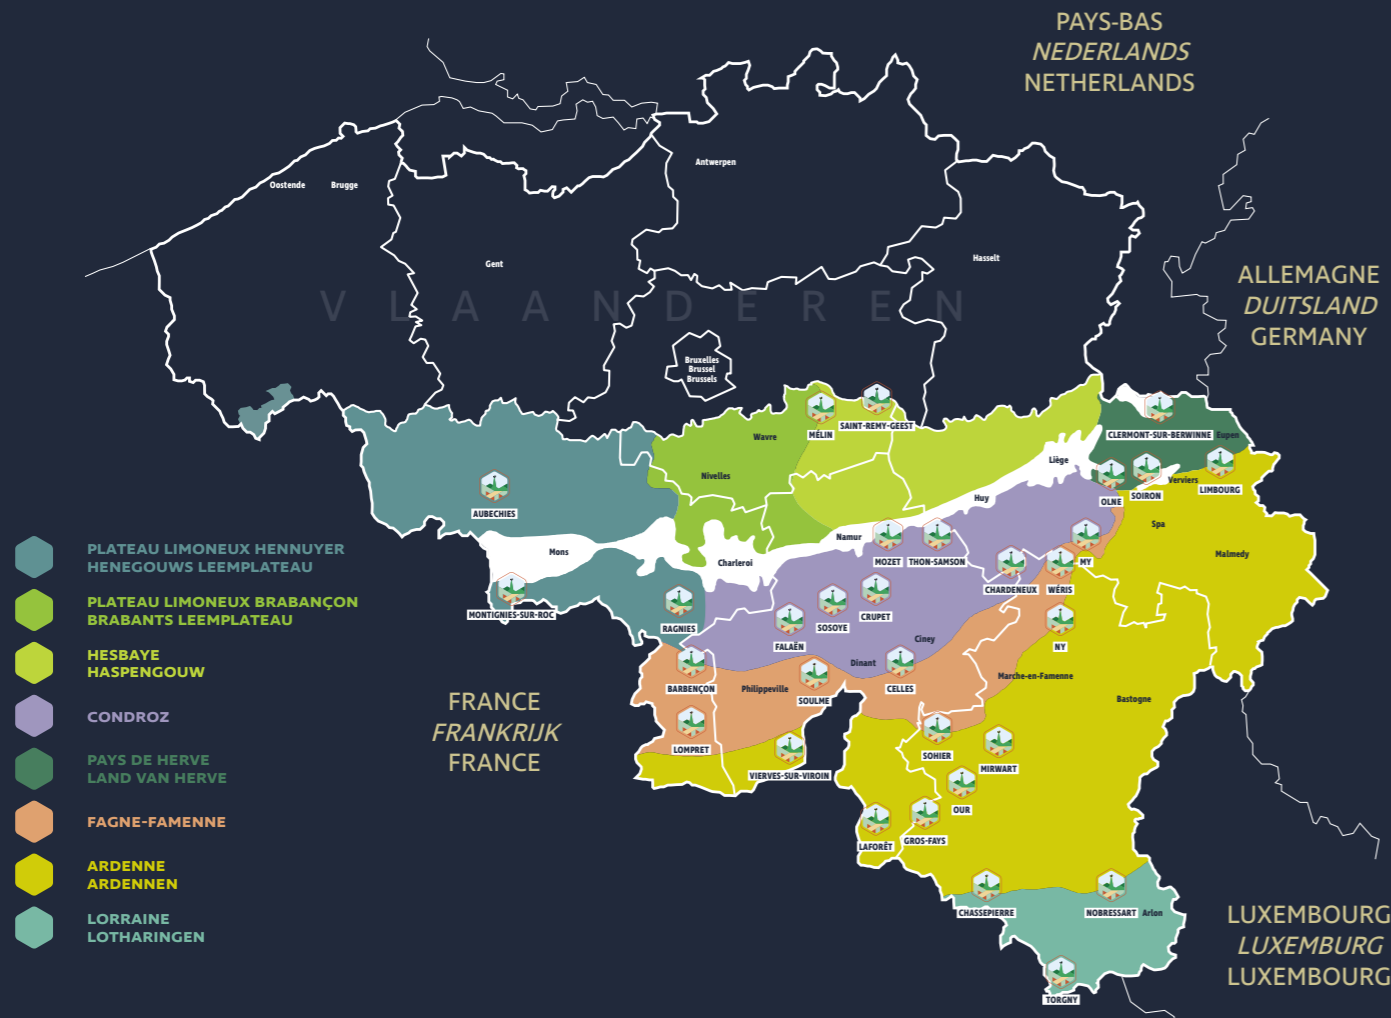 PAYS-BAS
NEDERLANDS
NETHERLANDS
Antwerpen
Oostende
Brugge
Gent
Hasselt
ALLEMAGNE
DUITSLAND
GERMANY
VLAANDEREN
Bruxelles
Brussel
Brussels
Wavre
MÉLIN
SAINT-REMY-GEEST
CLERMONT-SUR-BERWINNE
Eupen
Nivelles
Liège
Verviers
LIMBOURG
SOIRON
OLNE
Huy
AUBECHIES
Spa
Malmedy
Mons
Charleroi
Namur
MOZET
THON-SAMSON
MY
CHARDENEUX
WÉRIS
MONTIGNIES-SUR-ROC
RAGNIES
FALAËN
SOSOYE
CRUPET
Ciney
NY
Dinant
BARBENÇON
Philippeville
SOULME
CELLES
Marche-en-Famenne
Bastogne
LOMPRET
VIERVES-SUR-VIROIN
SOHIER
MIRWART
OUR
LAFORÊT
GROS-FAYS
CHASSEPIERRE
NOBRESSART
Arlon
TORGNY
PLATEAU LIMONEUX HENNUYER
HENEGOUWS LEEMPLATEAU
PLATEAU LIMONEUX BRABANÇON
BRABANTS LEEMPLATEAU
HESBAYE
HASPENGOUW
CONDROZ
PAYS DE HERVE
LAND VAN HERVE
FAGNE-FAMENNE
ARDENNE
ARDENNEN
LORRAINE
LOTHARINGEN
FRANCE
FRANKRIJK
FRANCE
LUXEMBOURG
LUXEMBURG
LUXEMBOURG